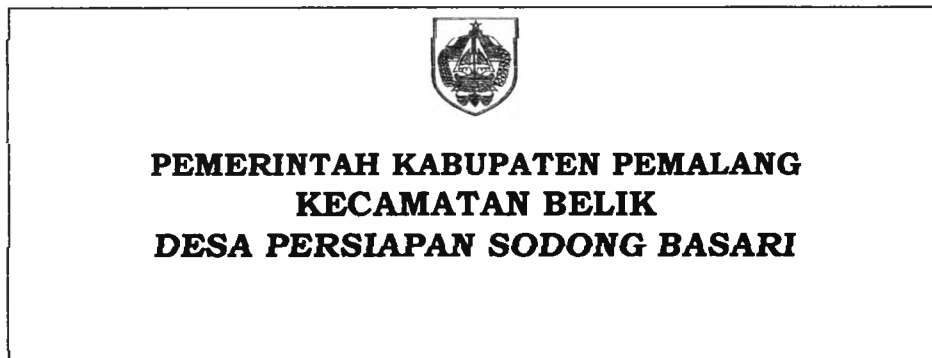 PEMERINTAH KABUPATEN PEMALANG
KECAMATAN BELIK
DESA PERSIAPAN SODONG BASARI